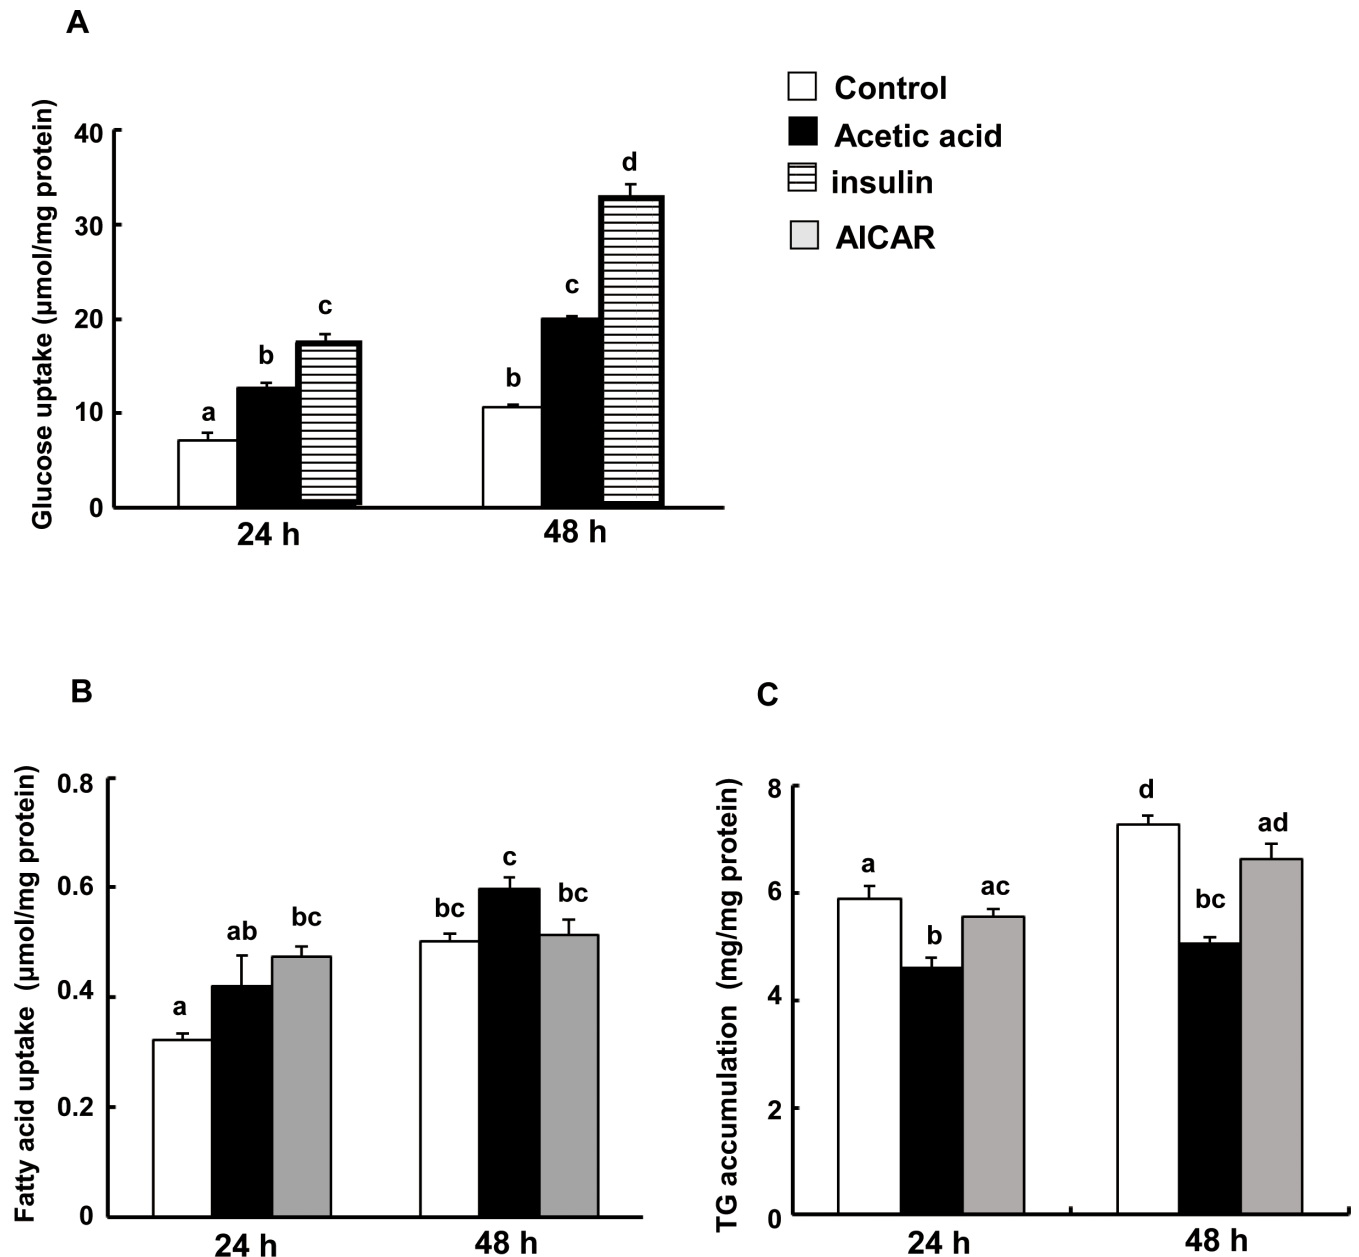 A
Control
Acetic acid
insulin
AICAR
Glucose uptake (μmol/mg protein)
40
30
20
10
0
a
b
c
b
c
d
24 h
48 h
B
Fatty acid uptake (μmol/mg protein)
0.8
0.6
0.4
0.2
0
a
ab
bc
bc
c
bc
24 h
48 h
C
TG accumulation (mg/mg protein)
8
6
4
2
0
a
b
ac
d
bc
ad
24 h
48 h